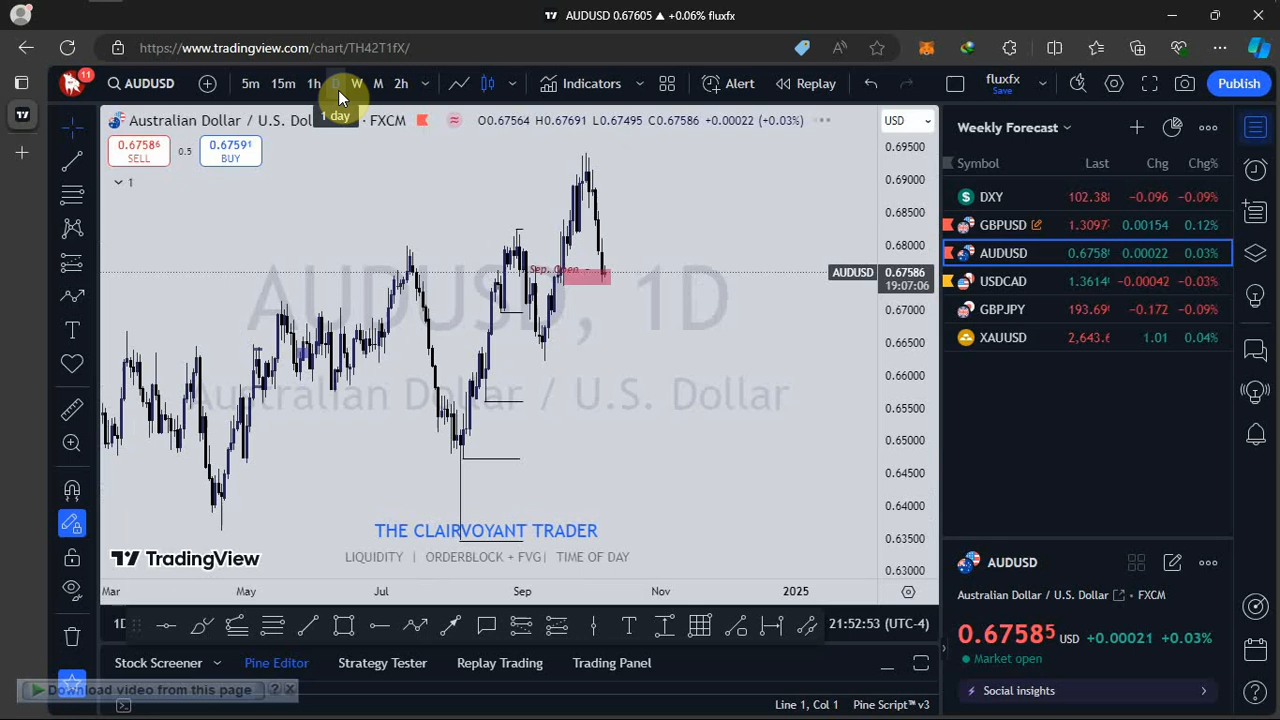 AUDUSD 0.67605 ▲ +0.06% fluxfx
https://www.tradingview.com/chart/TH42T1fX/
11
AUDUSD
5m 15m 1h D W M 2h
Indicators
Alert
Replay
fluxfx
Save
Publish
1 day
Australian Dollar / U.S. Dol
· FXCM
O0.67564 H0.67691 L0.67495 C0.67586 +0.00022 (+0.03%)
0.67586
SELL
0.5
0.67591
BUY
1
USD
0.69500
0.69000
0.68500
0.68000
AUDUSD
0.67586
19:07:06
0.67000
0.66500
0.66000
0.65500
0.65000
0.64500
0.64000
0.63500
0.63000
Sep. Open -
AUDUSD, 1D
Australian Dollar / U.S. Dollar
THE CLAIRVOYANT TRADER
LIQUIDITY | ORDERBLOCK + FVG | TIME OF DAY
TradingView
Mar May Jul Sep Nov 2025
1D
21:52:53 (UTC-4)
Stock Screener
Pine Editor
Strategy Tester
Replay Trading
Trading Panel
Download video from this page ?
Line 1, Col 1
Pine Script™ v3
Weekly Forecast
Symbol Last Chg Chg%
DXY 102.38 −0.096 −0.09%
GBPUSD 1.3097 0.00154 0.12%
AUDUSD 0.6758 0.00022 0.03%
USDCAD 1.3614 −0.00042 −0.03%
GBPJPY 193.69 −0.172 −0.09%
XAUUSD 2,643.6 1.01 0.04%
AUDUSD
Australian Dollar / U.S. Dollar · FXCM
0.67585 USD +0.00021 +0.03%
Market open
Social insights